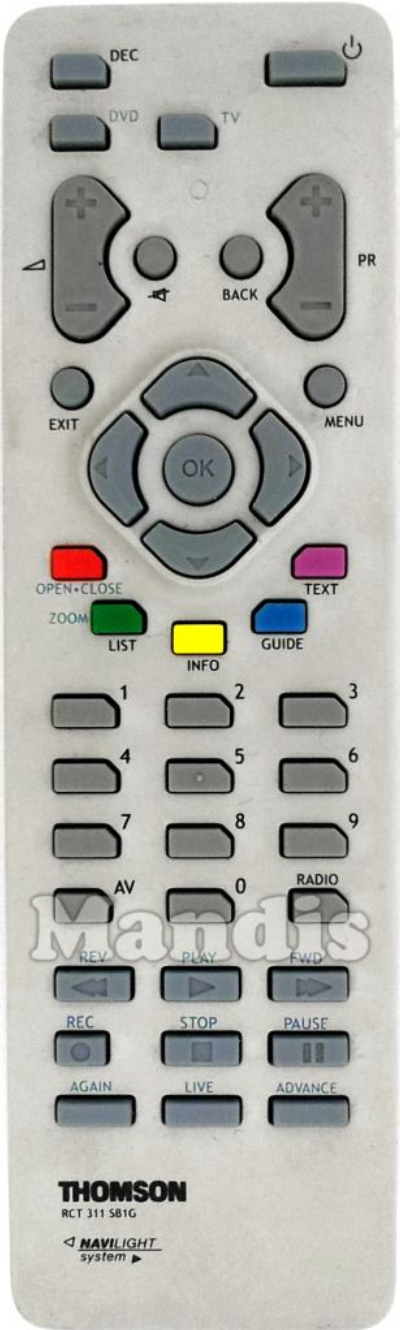 DEC
DVD TV
PR
BACK
EXIT MENU
OK
OPEN•CLOSE TEXT
ZOOM LIST GUIDE
INFO
1 2 3
4 5 6
7 8 9
AV 0 RADIO
Mandis
REV PLAY FWD
REC STOP PAUSE
AGAIN LIVE ADVANCE
THOMSON
RCT 311 SB1G
NAVILIGHT
system